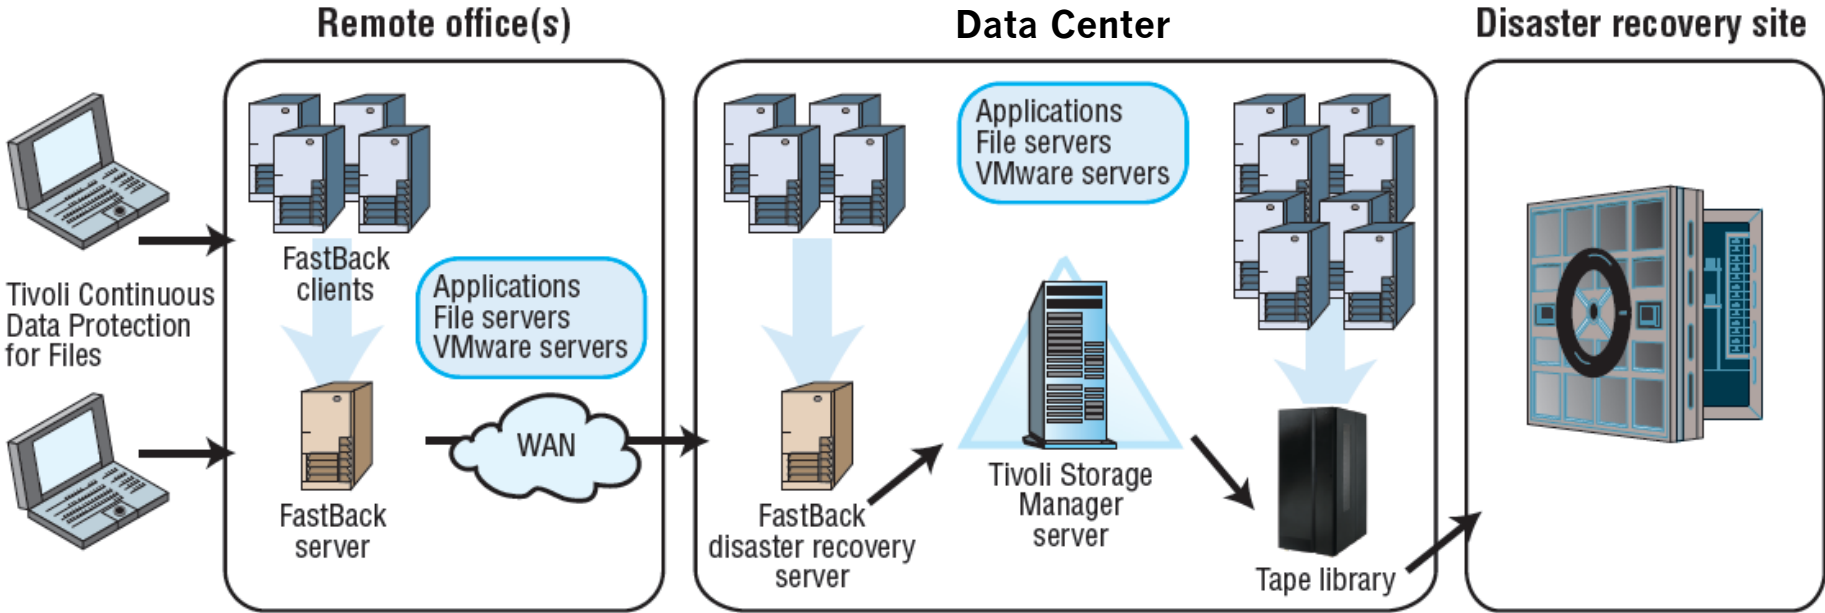 Remote office(s)
Data Center
Disaster recovery site
Tivoli Continuous
Data Protection
for Files
FastBack
clients
Applications
File servers
VMware servers
FastBack
server
WAN
Applications
File servers
VMware servers
FastBack
disaster recovery
server
Tivoli Storage
Manager
server
Tape library